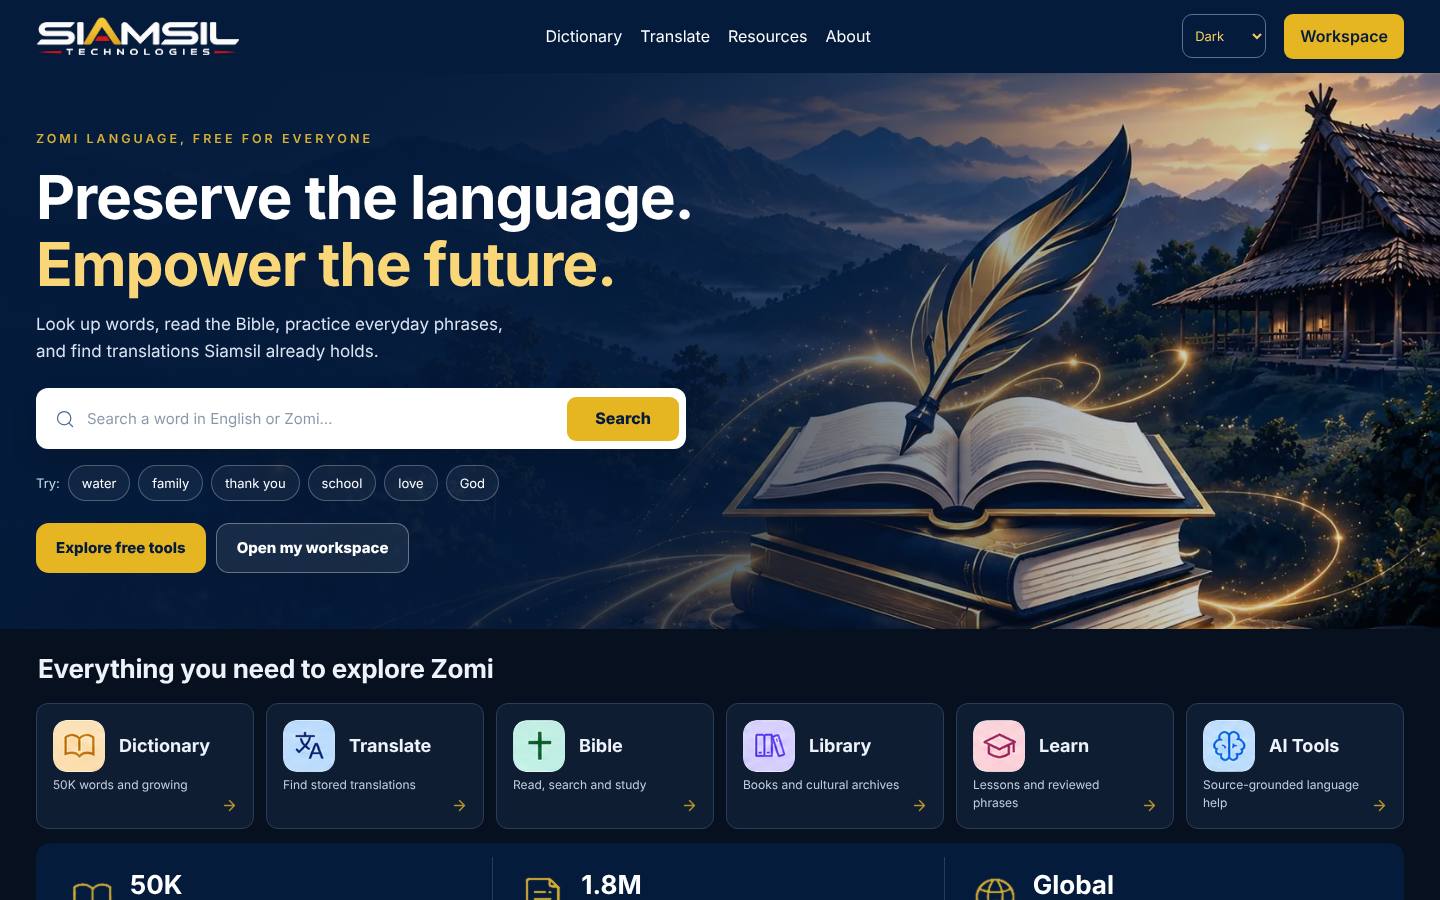 SIAMSIL
TECHNOLOGIES
Dictionary Translate Resources About
Dark
Workspace
ZOMI LANGUAGE, FREE FOR EVERYONE
Preserve the language.
Empower the future.
Look up words, read the Bible, practice everyday phrases,
and find translations Siamsil already holds.
Search a word in English or Zomi...
Search
Try: water family thank you school love God
Explore free tools
Open my workspace
Everything you need to explore Zomi
Dictionary
50K words and growing
Translate
Find stored translations
Bible
Read, search and study
Library
Books and cultural archives
Learn
Lessons and reviewed
phrases
AI Tools
Source-grounded language
help
50K
1.8M
Global